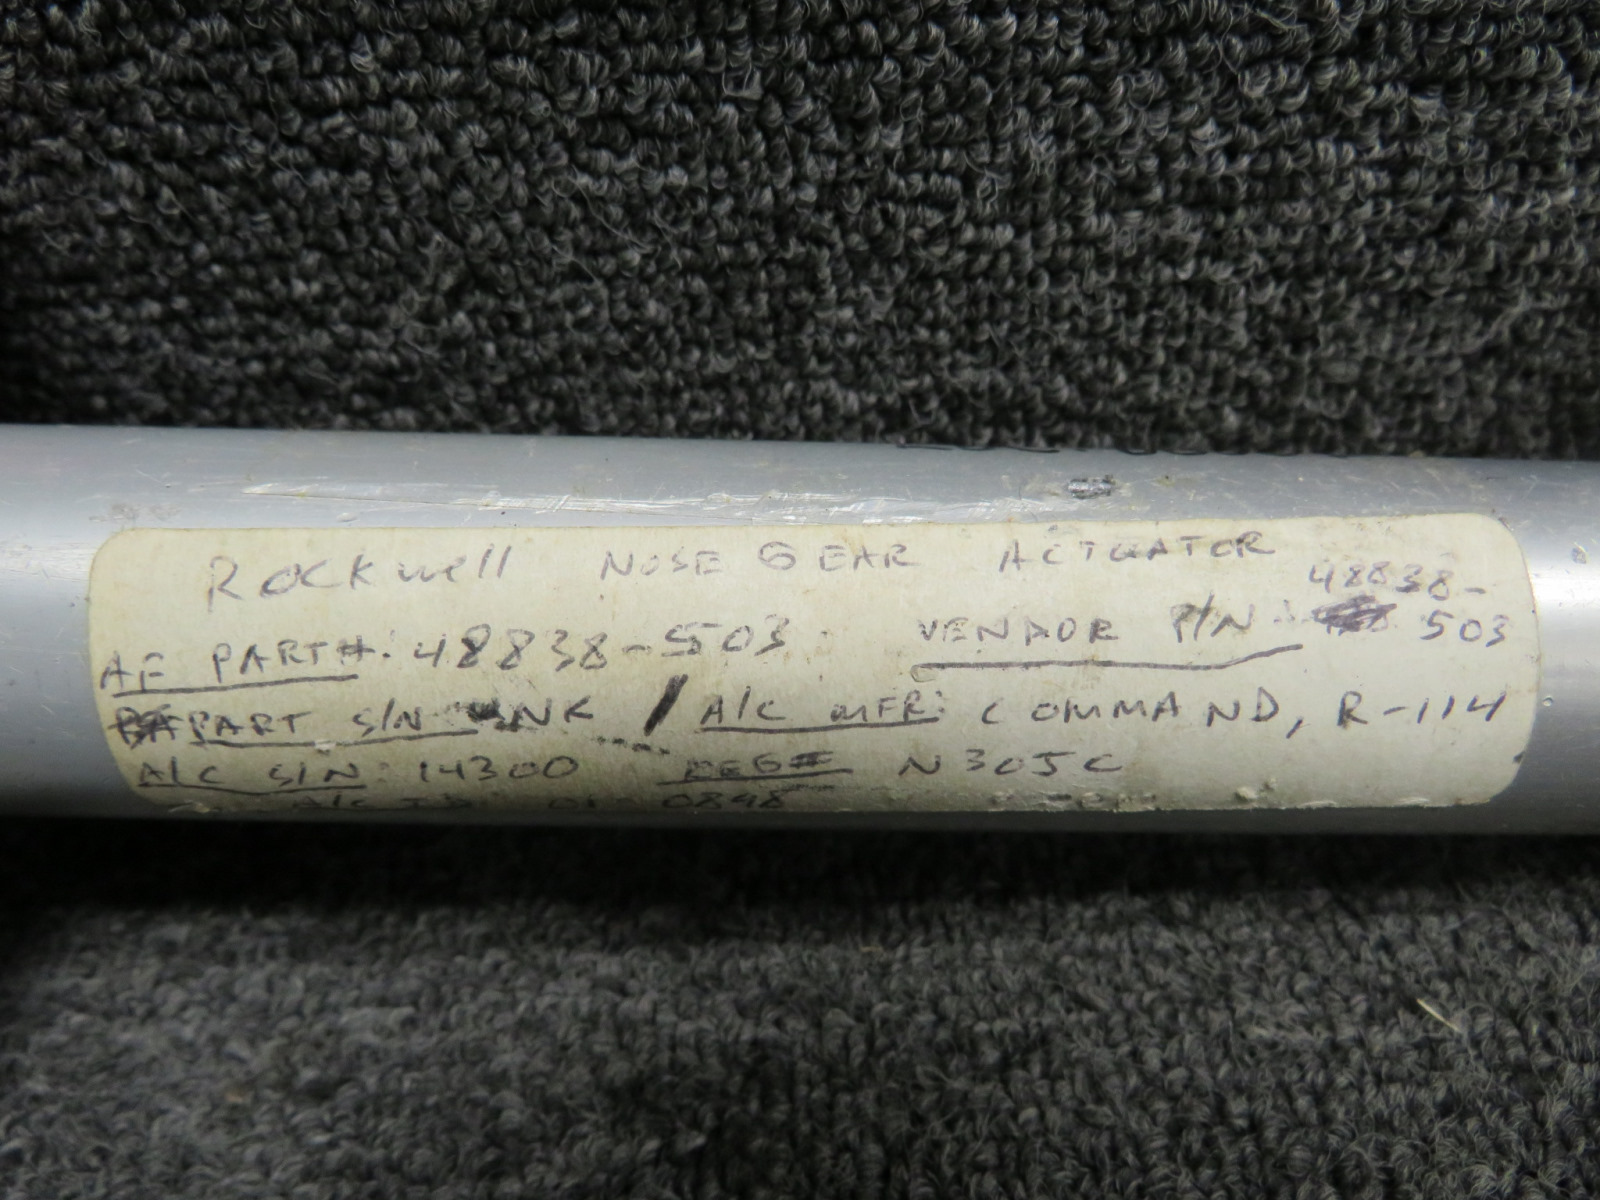 Rockwell NOSE GEAR ACTUATOR
AF PART#: 48838-503 VENDOR P/N: 48838-503
PART S/N UNK / A/C MFR: COMMAND, R-114
A/C S/N: 14300 REG# N305C
A/C 0848